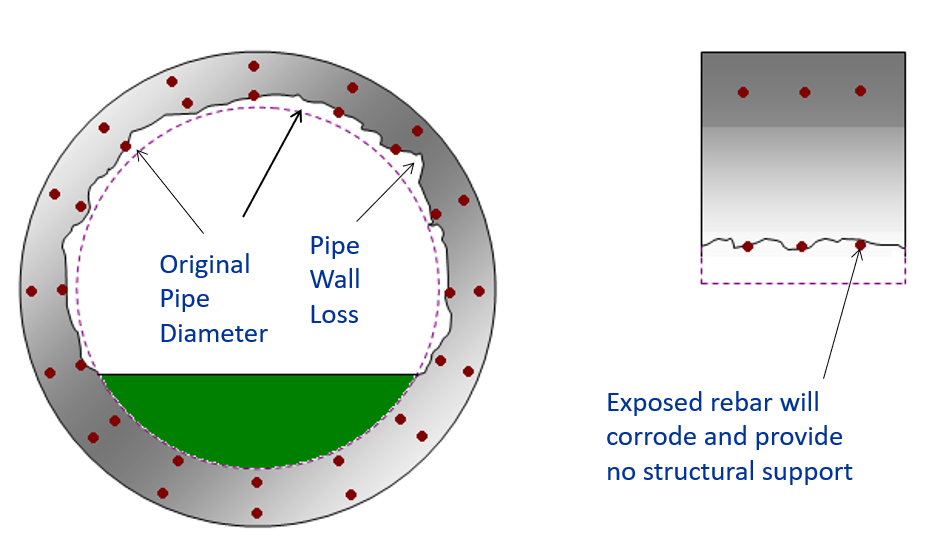 Original
Pipe
Diameter
Pipe
Wall
Loss
Exposed rebar will
corrode and provide
no structural support